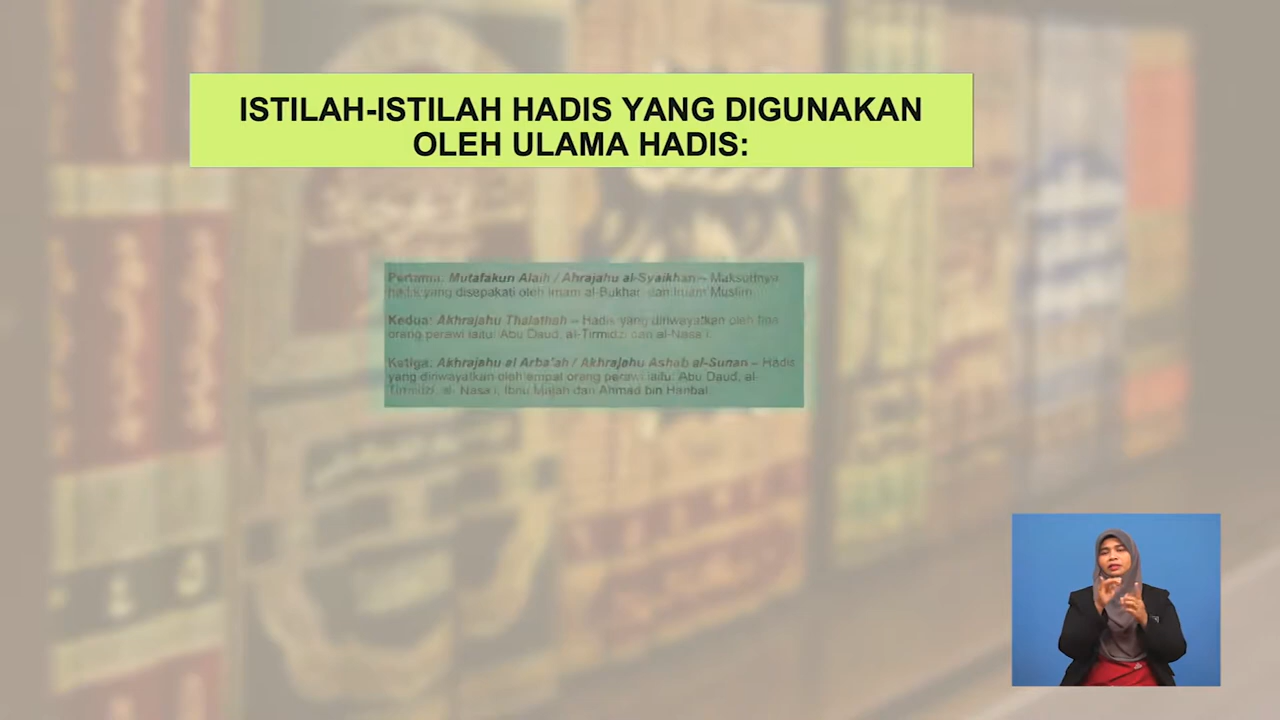 ISTILAH-ISTILAH HADIS YANG DIGUNAKAN
OLEH ULAMA HADIS:
Pertama: Mutafakun Alaih / Ahrajahu al-Syaikhan – Maksudnya
hadis yang disepakati oleh Imam al-Bukhari dan Imam Muslim.
Kedua: Akhrajahu Thalathah – Hadis yang diriwayatkan oleh tiga
orang perawi iaitu Abu Daud, al-Tirmidzi dan al-Nasa'i.
Ketiga: Akhrajahu al Arba'ah / Akhrajahu Ashab al-Sunan – Hadis
yang diriwayatkan oleh empat orang perawi iaitu: Abu Daud, al-
Tirmidzi, al- Nasa'i, Ibnu Majah dan Ahmad bin Hanbal